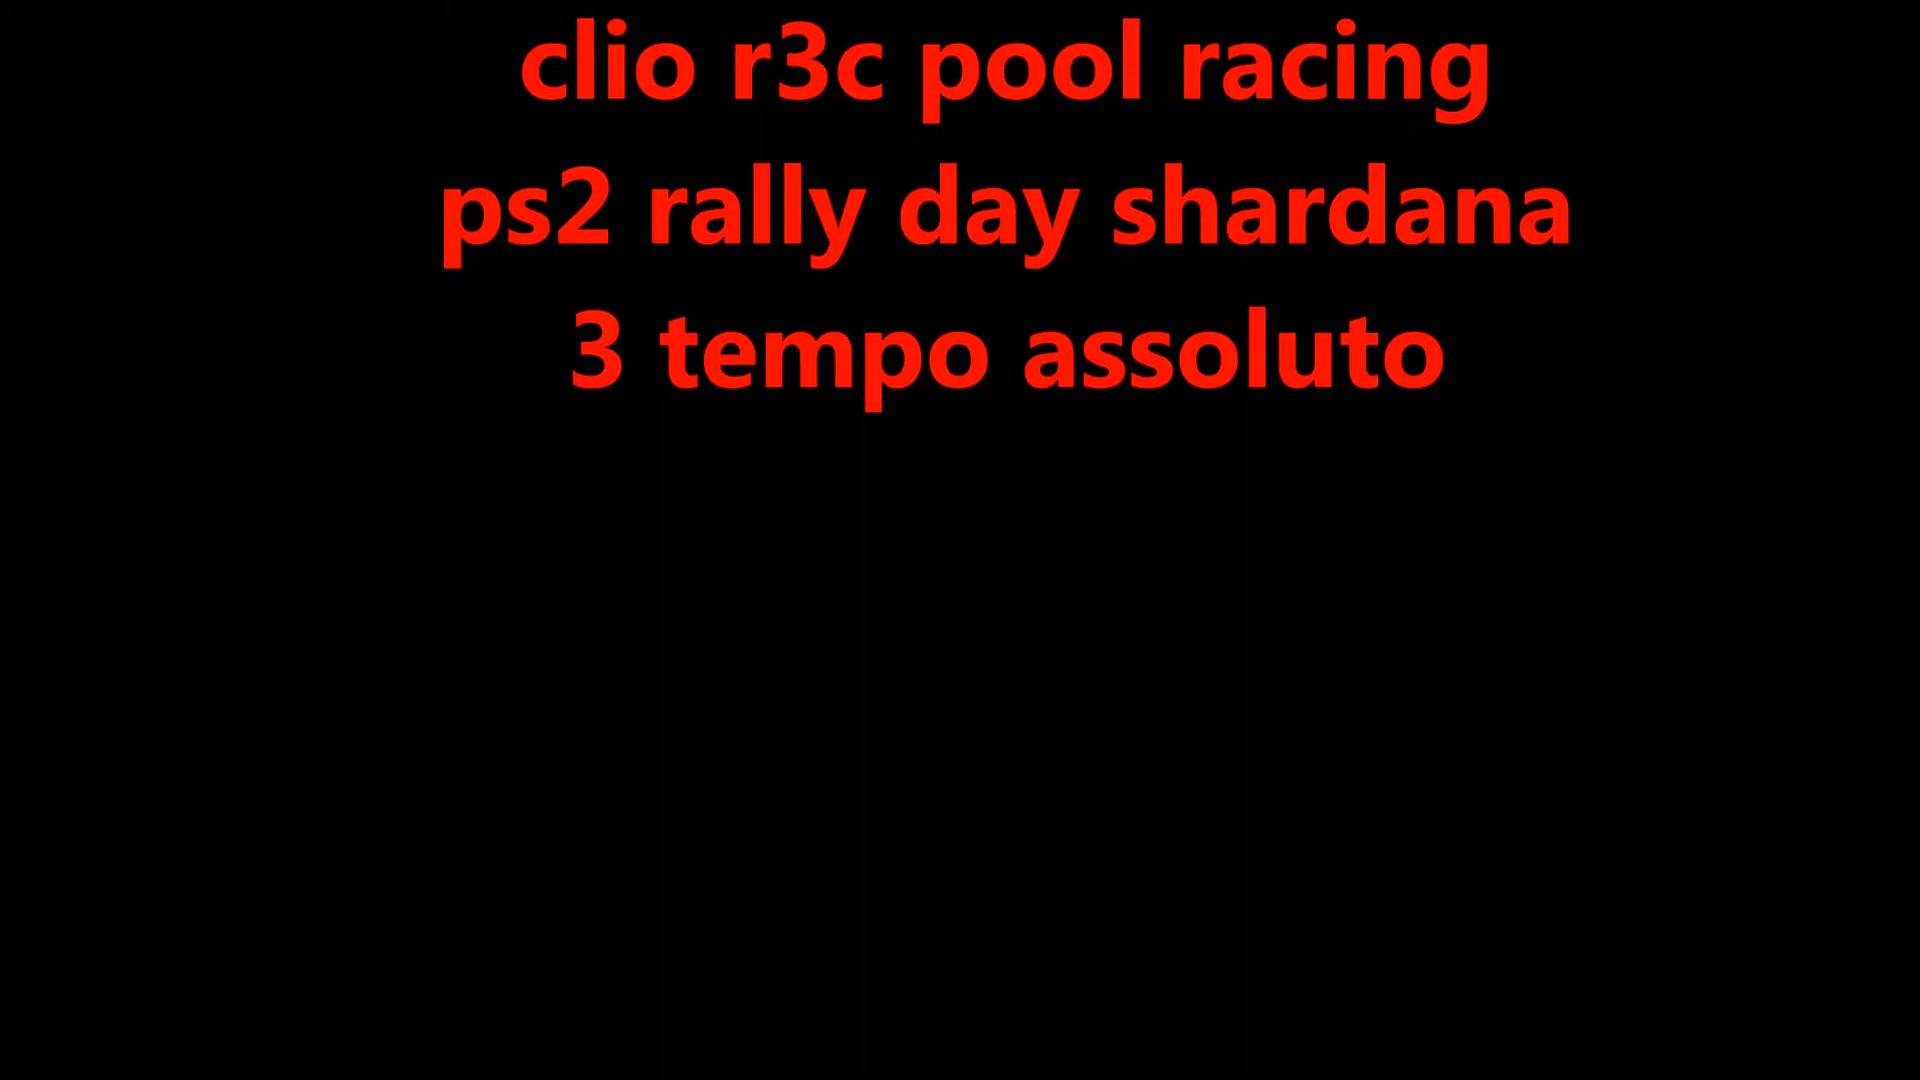 clio r3c pool racing
ps2 rally day shardana
3 tempo assoluto